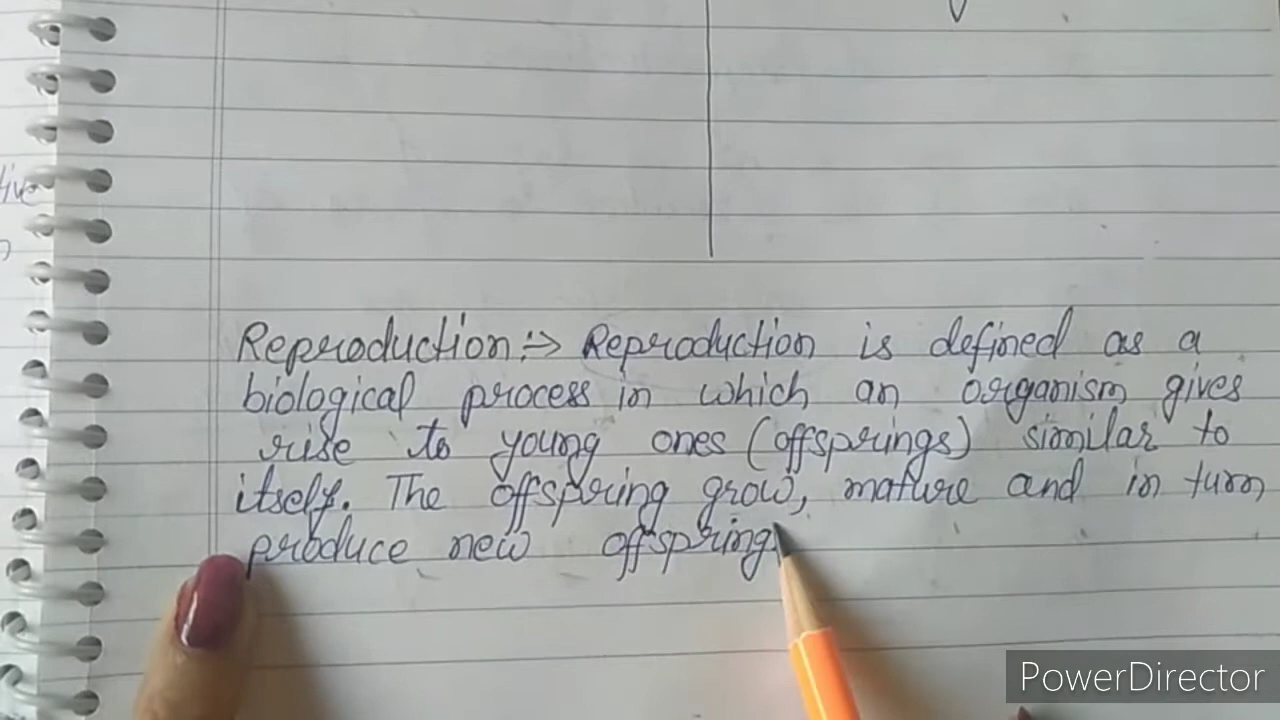 Reproduction :-> Reproduction is defined as a
biological process in which an organism gives
rise to young ones (offsprings) similar to
itself. The offspring grow, mature and in turn
produce new offspring
PowerDirector